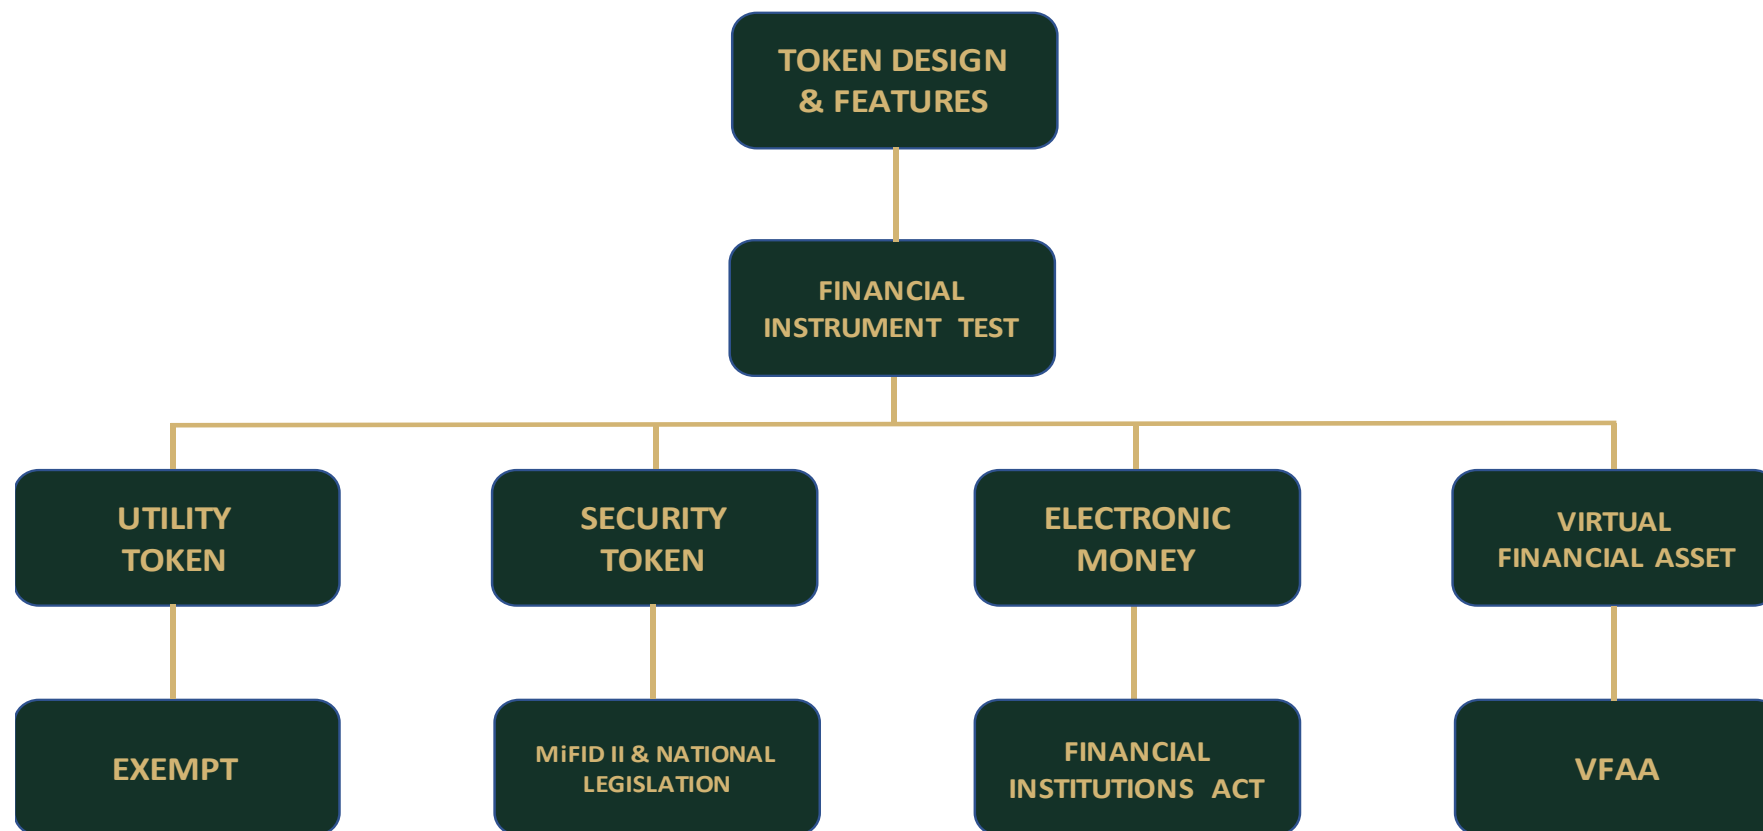 TOKEN DESIGN
& FEATURES
FINANCIAL
INSTRUMENT TEST
UTILITY
TOKEN
SECURITY
TOKEN
ELECTRONIC
MONEY
VIRTUAL
FINANCIAL ASSET
EXEMPT
MiFID II & NATIONAL
LEGISLATION
FINANCIAL
INSTITUTIONS ACT
VFAA